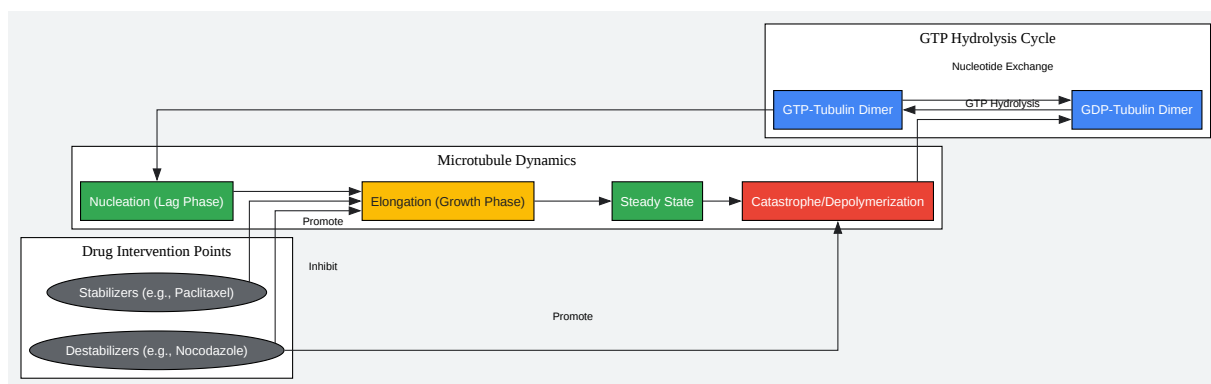 GTP Hydrolysis Cycle
Nucleotide Exchange
GTP-Tubulin Dimer
GTP Hydrolysis
GDP-Tubulin Dimer
Microtubule Dynamics
Nucleation (Lag Phase)
Elongation (Growth Phase)
Steady State
Catastrophe/Depolymerization
Promote
Drug Intervention Points
Inhibit
Stabilizers (e.g., Paclitaxel)
Promote
Destabilizers (e.g., Nocodazole)